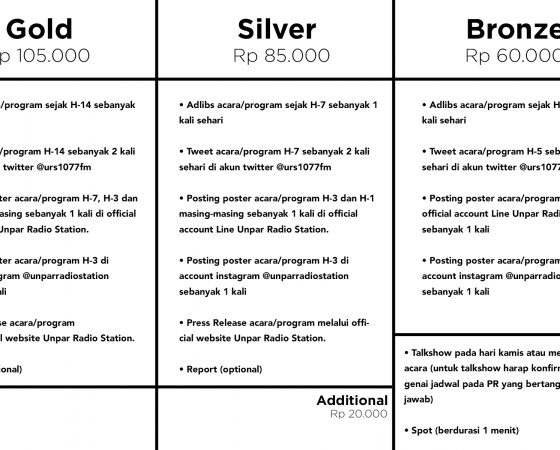 Gold
p 105.000
/program sejak H-14 sebanyak
/program H-14 sebanyak 2 kali
twitter @urs1077fm
ter acara/program H-7, H-3 dan
asing sebanyak 1 kali di official
Unpar Radio Station.
ter acara/program H-3 di
gram @unparradiostation
ali
se acara/program
l website Unpar Radio Station.
ional)
Silver
Rp 85.000
• Adlibs acara/program sejak H-7 sebanyak 1
kali sehari
• Tweet acara/program H-7 sebanyak 2 kali
sehari di akun twitter @urs1077fm
• Posting poster acara/program H-3 dan H-1
masing-masing sebanyak 1 kali di official
account Line Unpar Radio Station.
• Posting poster acara/program H-3 di
account instagram @unparradiostation
sebanyak 1 kali
• Press Release acara/program melalui offi-
cial website Unpar Radio Station.
• Report (optional)
Additional
Rp 20.000
Bronze
Rp 60.000
• Adlibs acara/program sejak H
kali sehari
• Tweet acara/program H-5 seb
sehari di akun twitter @urs1077
• Posting poster acara/program
official account Line Unpar Radi
sebanyak 1 kali
• Posting poster acara/program
account instagram @unparradio
sebanyak 1 kali
• Talkshow pada hari kamis atau me
acara (untuk talkshow harap konfirm
genai jadwal pada PR yang bertang
jawab)
• Spot (berdurasi 1 menit)